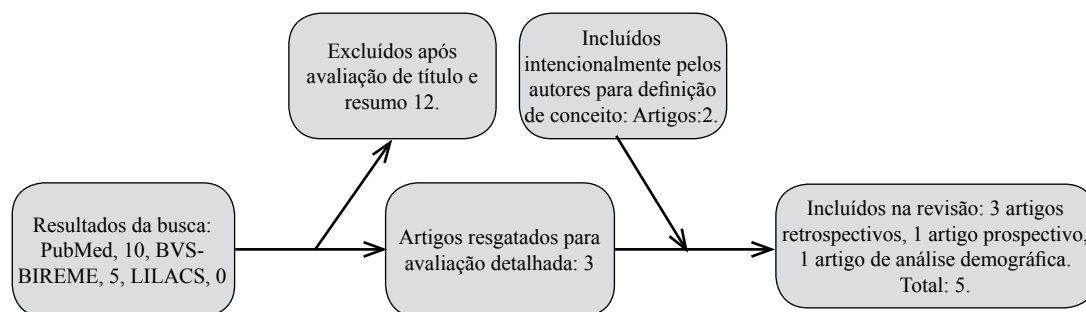 Excluídos após
avaliação de título e
resumo 12.
Incluídos
intencionalmente pelos
autores para definição
de conceito: Artigos:2.
Resultados da busca:
PubMed, 10, BVS-
BIREME, 5, LILACS, 0
Artigos resgatados para
avaliação detalhada: 3
Incluídos na revisão: 3 artigos
retrospectivos, 1 artigo prospectivo,
1 artigo de análise demográfica.
Total: 5.